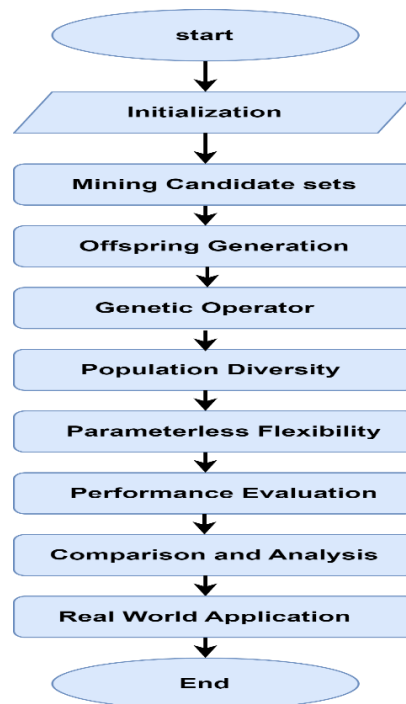 start
Initialization
Mining Candidate sets
Offspring Generation
Genetic Operator
Population Diversity
Parameterless Flexibility
Performance Evaluation
Comparison and Analysis
Real World Application
End